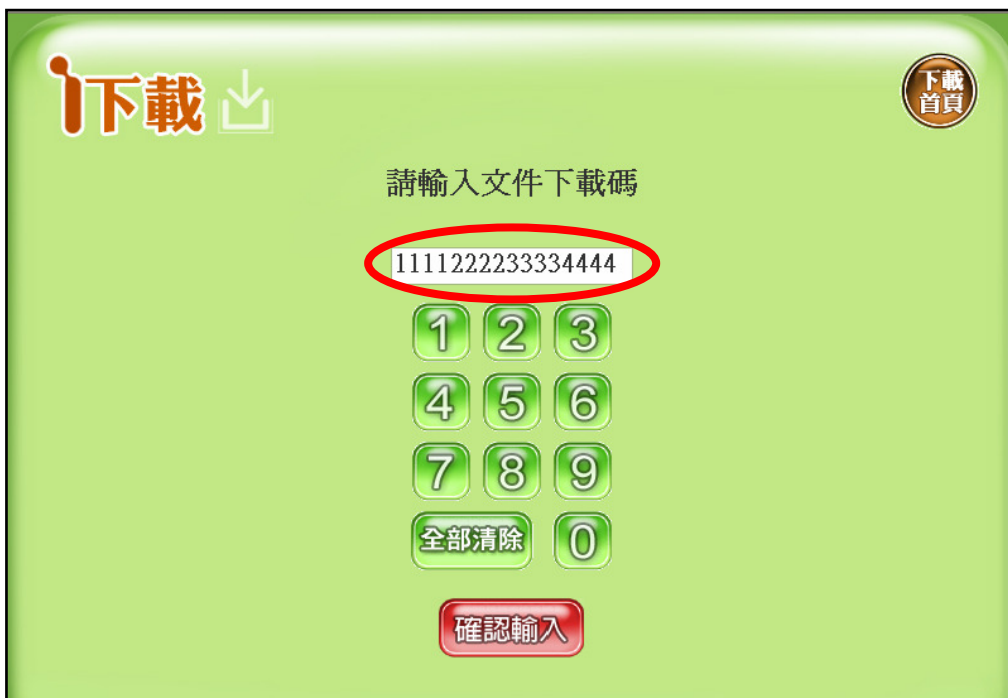 i下載
下載
首頁
請輸入文件下載碼
1111222233334444
1 2 3
4 5 6
7 8 9
全部清除 0
確認輸入